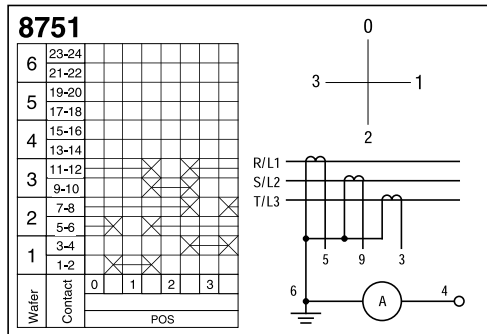 8751
6 23-24
21-22
5 19-20
17-18
4 15-16
13-14
3 11-12
9-10
2 7-8
5-6
1 3-4
1-2
Wafer Contact 0 1 2 3
POS
0
3 1
2
R/L1
S/L2
T/L3
5 9 3
6 A 4